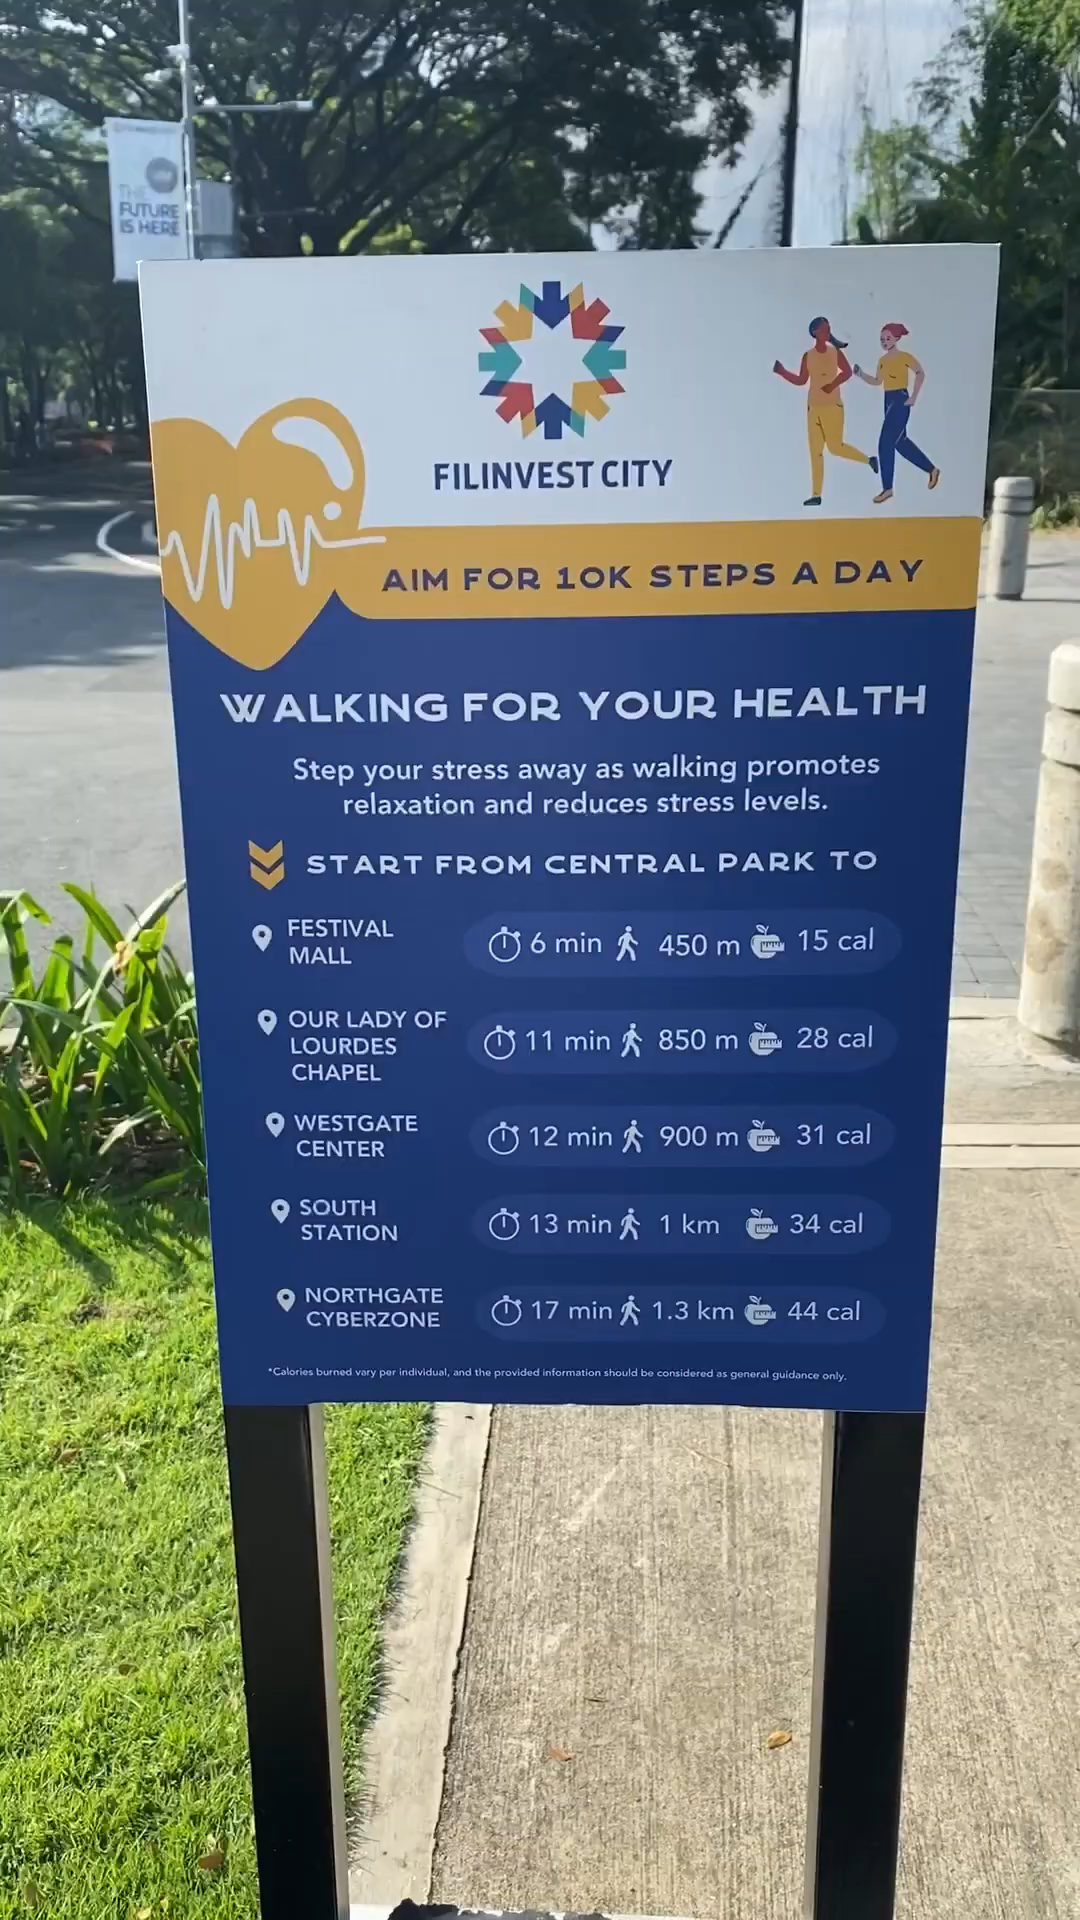 THE
FUTURE
IS HERE
FILINVEST CITY
AIM FOR 10K STEPS A DAY
WALKING FOR YOUR HEALTH
Step your stress away as walking promotes
relaxation and reduces stress levels.
START FROM CENTRAL PARK TO
FESTIVAL
MALL
6 min 450 m 15 cal
OUR LADY OF
LOURDES
CHAPEL
11 min 850 m 28 cal
WESTGATE
CENTER
12 min 900 m 31 cal
SOUTH
STATION
13 min 1 km 34 cal
NORTHGATE
CYBERZONE
17 min 1.3 km 44 cal
*Calories burned vary per individual, and the provided information should be considered as general guidance only.